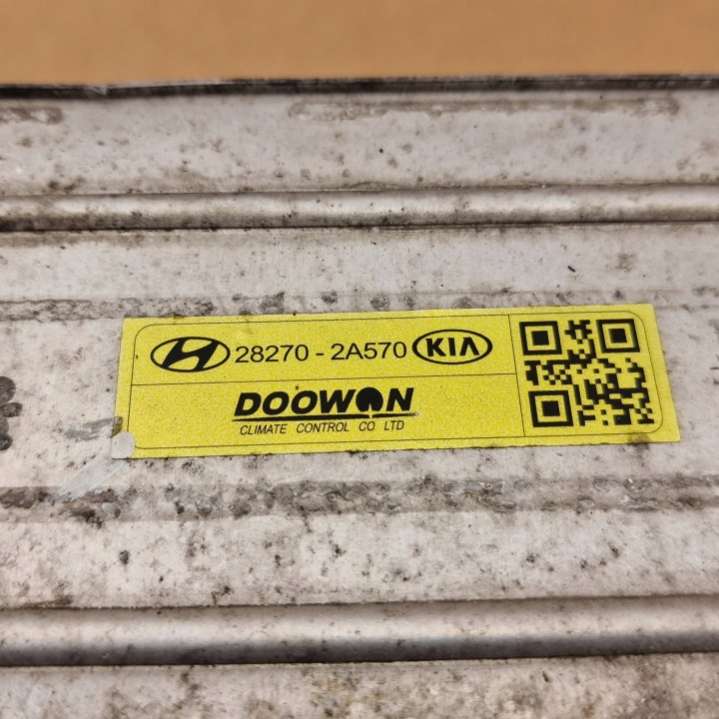 28270 - 2A570 KIA
DOOWON
CLIMATE CONTROL CO LTD